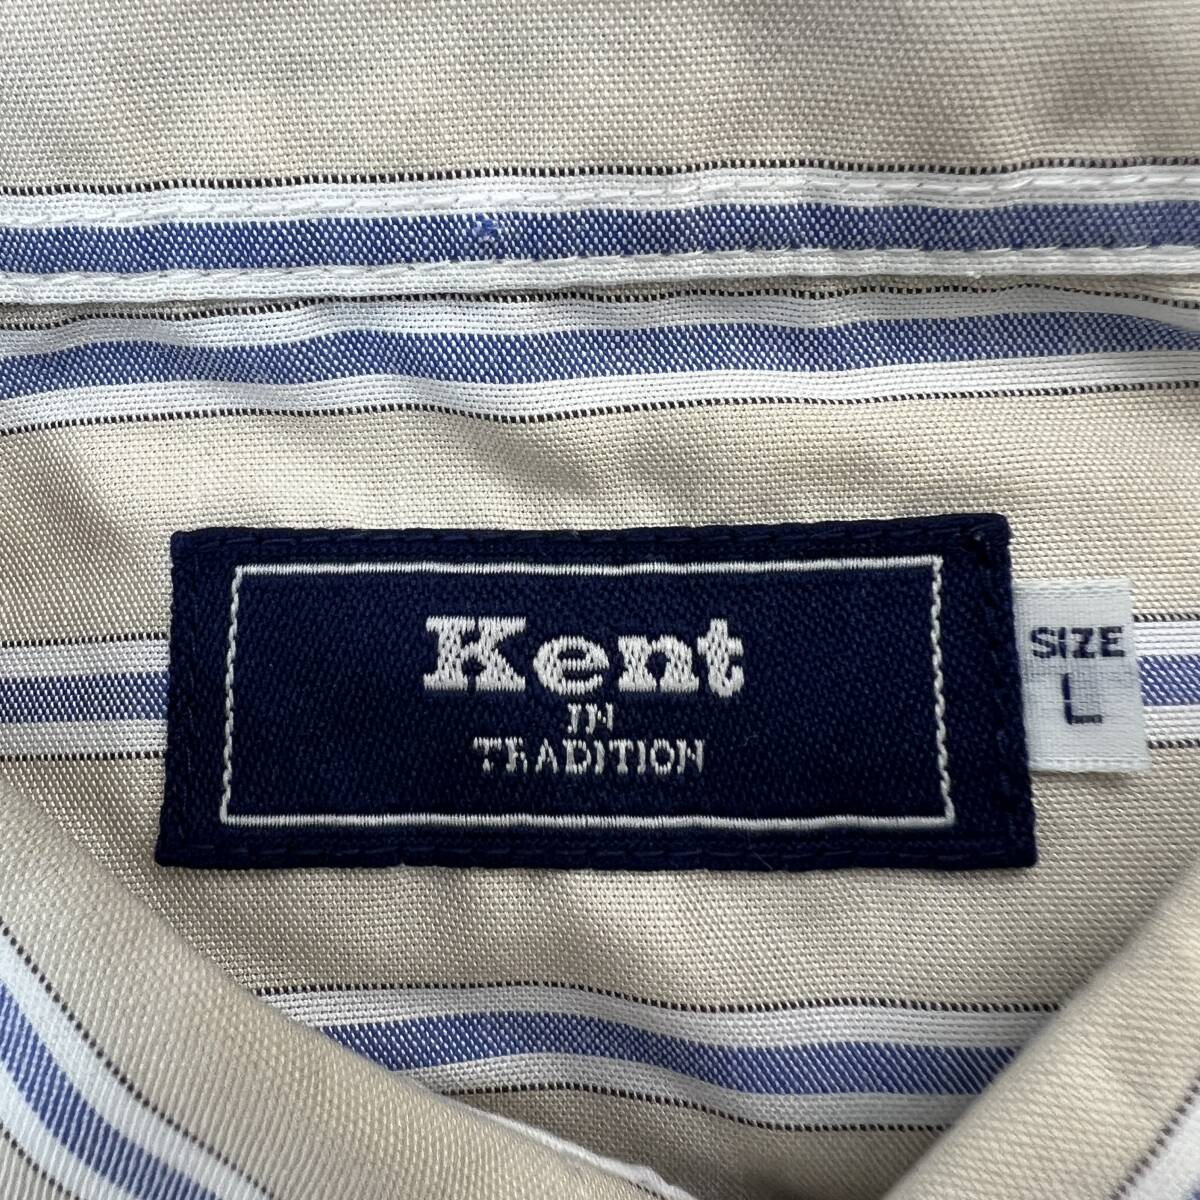 Kent
IN
TRADITION
SIZE
L